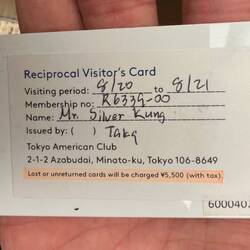 Reciprocal Visitor's Card
Visiting period: 8/20 to 8/21
Membership no: R6339-00
Name: Mr. Silver Kung
Issued by: ( ) Taka
Tokyo American Club
2-1-2 Azabudai, Minato-ku, Tokyo 106-8649
Lost or unreturned cards will be charged ¥5,500 (with tax).
600040